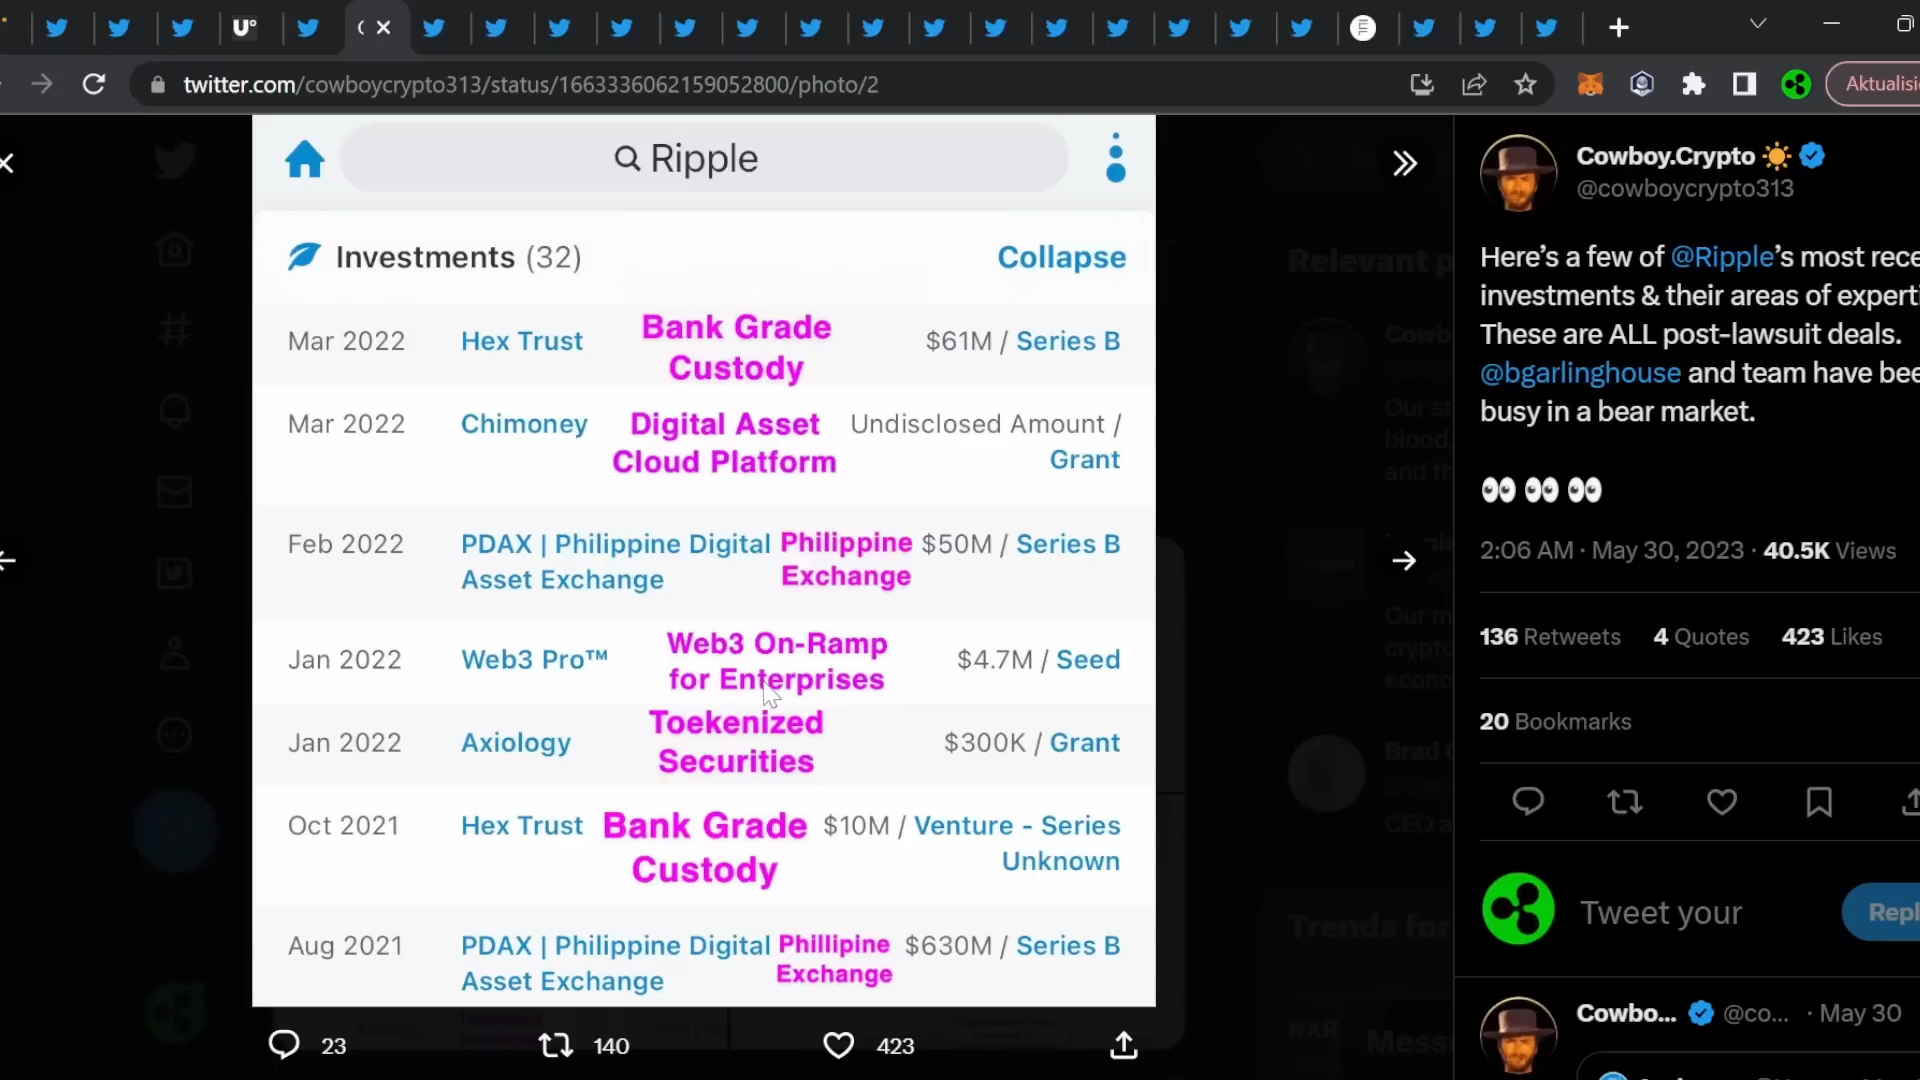 twitter.com/cowboycrypto313/status/1663336062159052800/photo/2
Aktualisi
Ripple
Investments (32)
Collapse
Mar 2022 Hex Trust Bank Grade Custody $61M / Series B
Mar 2022 Chimoney Digital Asset Cloud Platform Undisclosed Amount / Grant
Feb 2022 PDAX | Philippine Digital Asset Exchange Philippine Exchange $50M / Series B
Jan 2022 Web3 Pro™ Web3 On-Ramp for Enterprises $4.7M / Seed
Jan 2022 Axiology Toekenized Securities $300K / Grant
Oct 2021 Hex Trust Bank Grade Custody $10M / Venture - Series Unknown
Aug 2021 PDAX | Philippine Digital Asset Exchange Phillipine Exchange $630M / Series B
23 140 423
Relevant p
Trends for
Cowboy.Crypto
@cowboycrypto313
Here's a few of @Ripple's most rece
investments & their areas of experti
These are ALL post-lawsuit deals.
@bgarlinghouse and team have bee
busy in a bear market.
2:06 AM · May 30, 2023 · 40.5K Views
136 Retweets 4 Quotes 423 Likes
20 Bookmarks
Tweet your
Repl
Cowbo... @co... · May 30